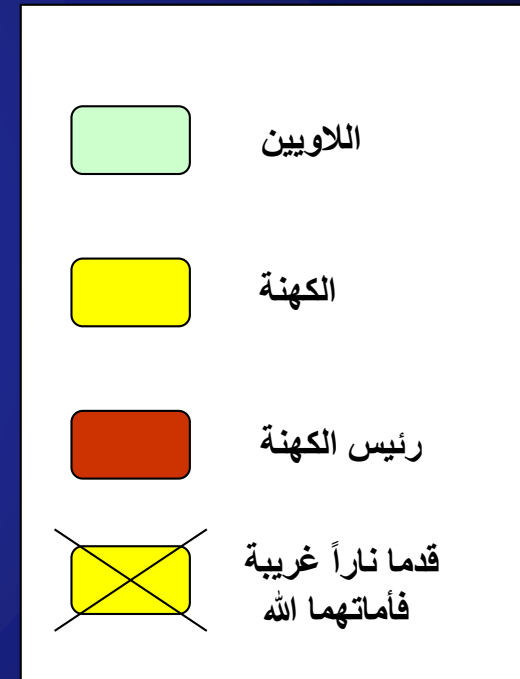 اللاويين
الكهنة
رئيس الكهنة
قدما ناراً غريبة
فأماتهما الله